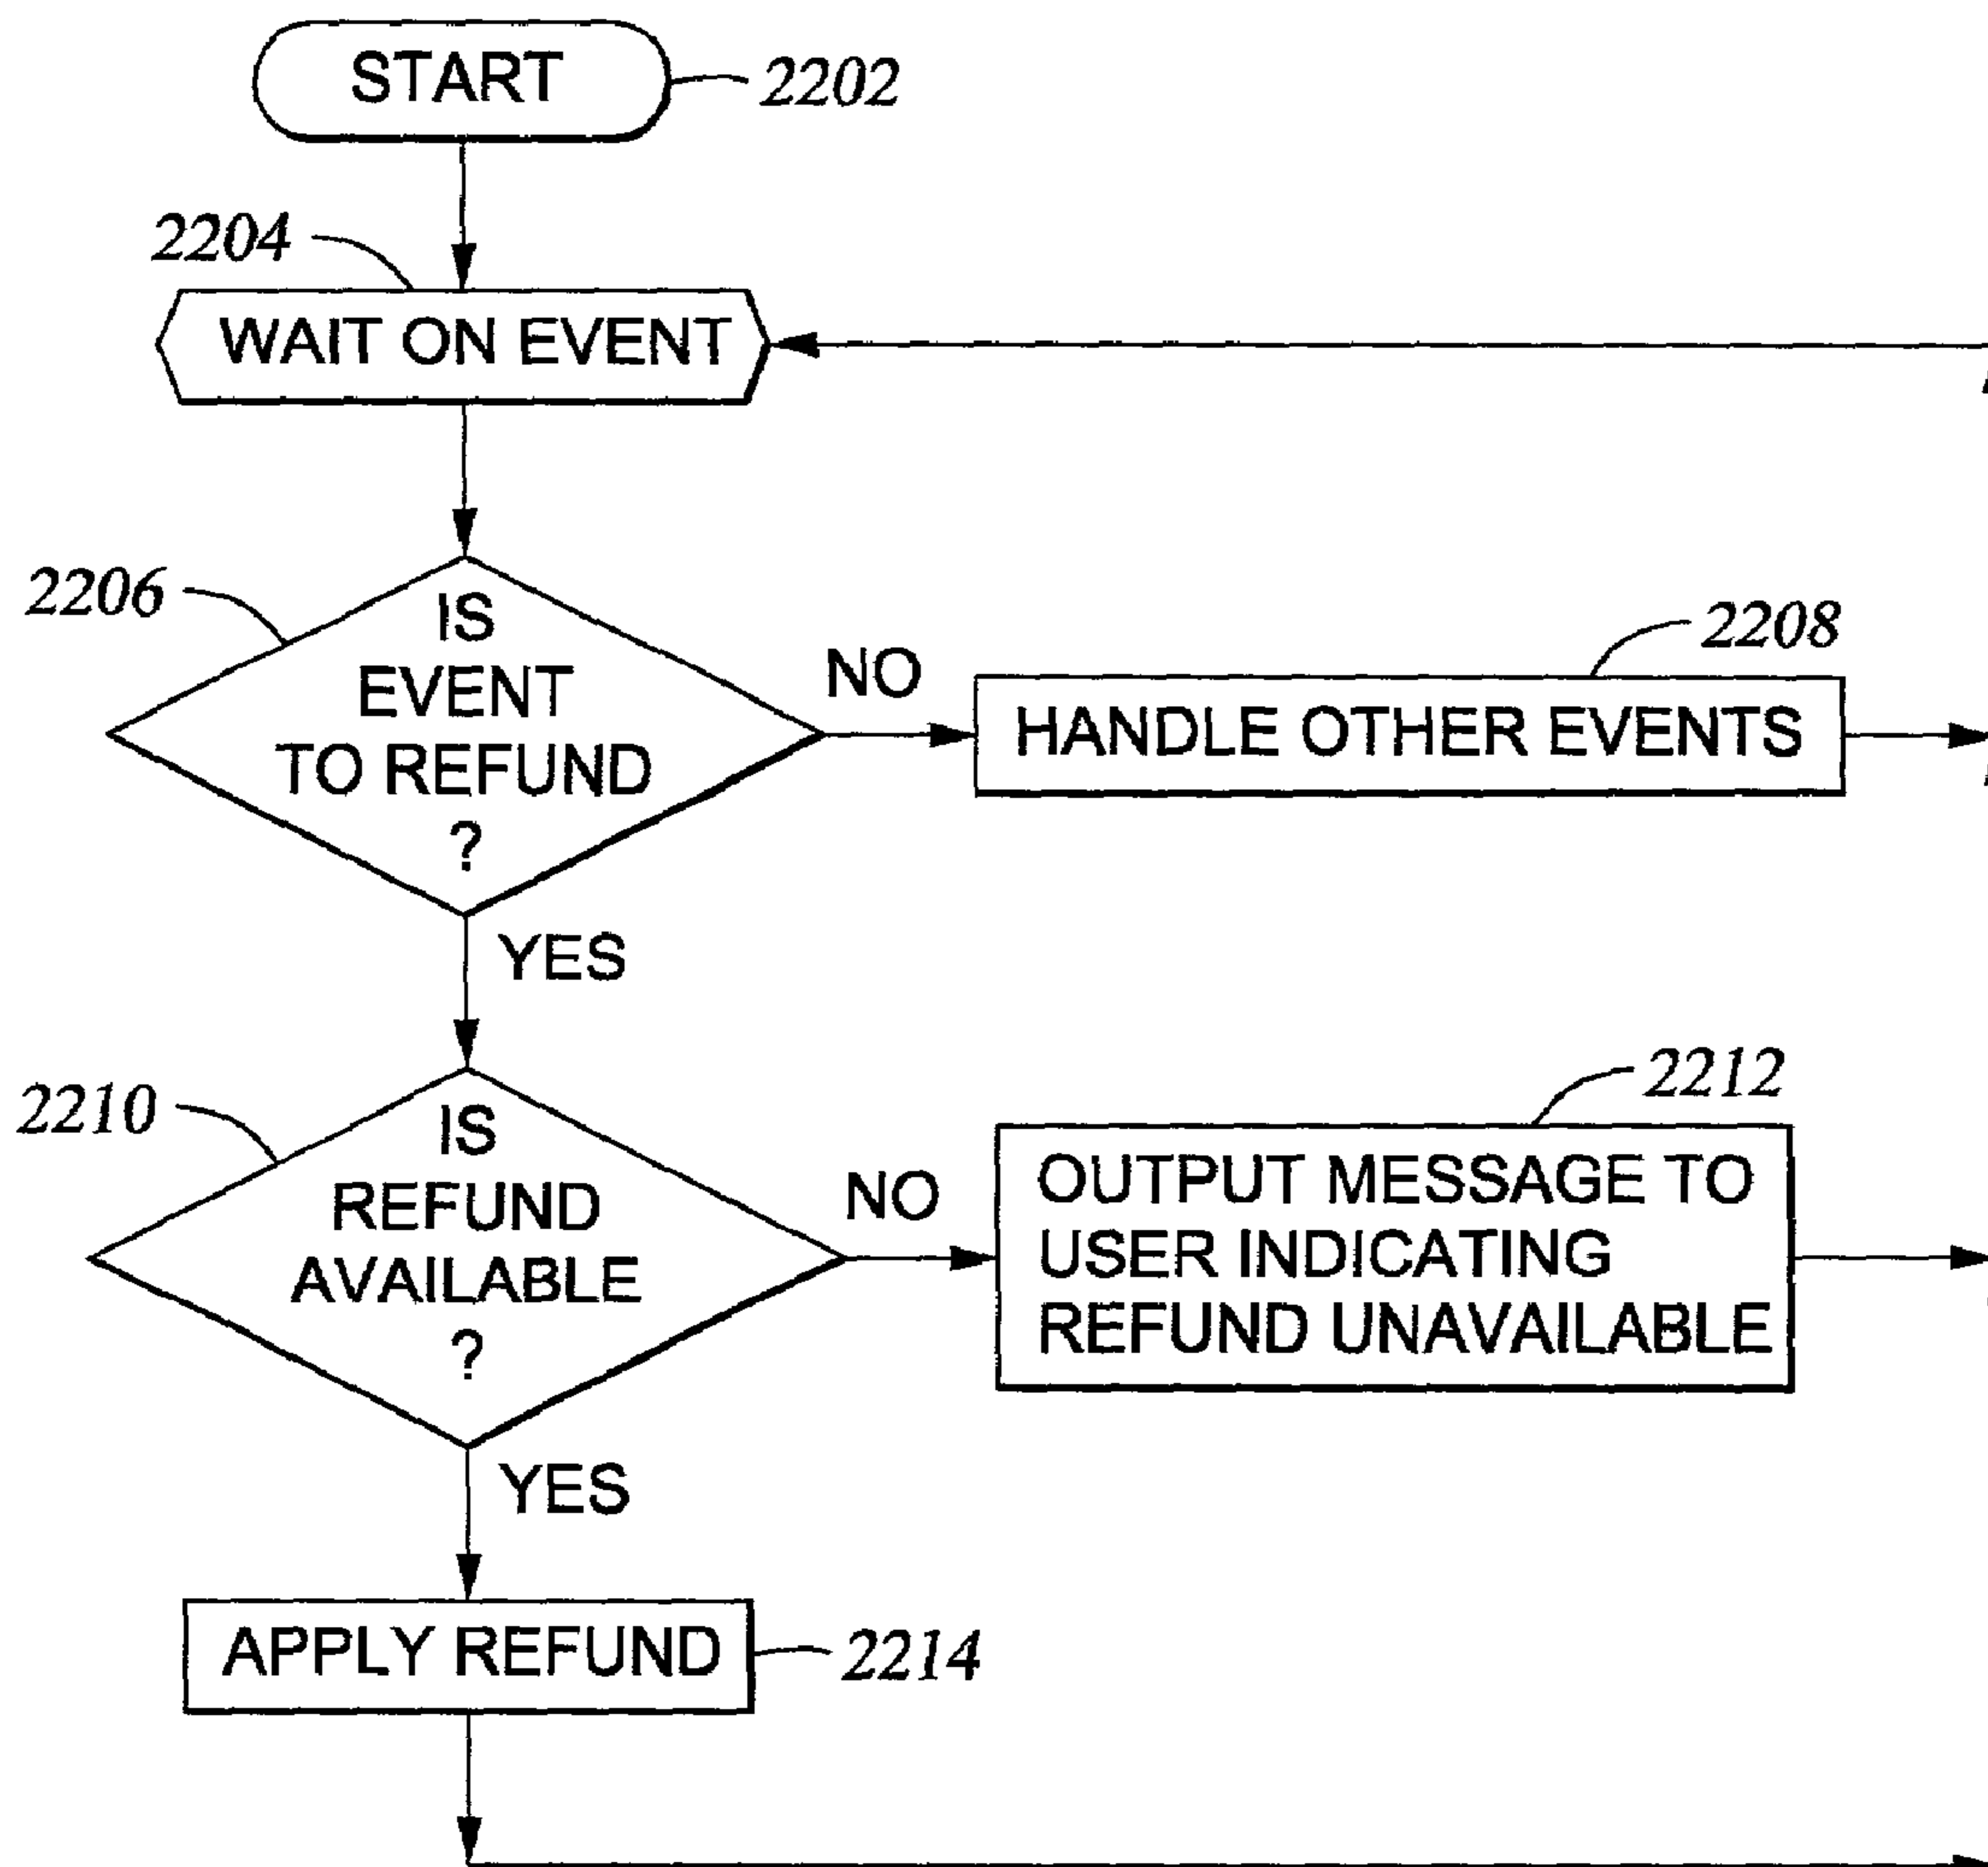 START
2202
2204
WAIT ON EVENT
2206
IS
EVENT
TO REFUND
?
NO
2208
HANDLE OTHER EVENTS
YES
2210
IS
REFUND
AVAILABLE
?
NO
2212
OUTPUT MESSAGE TO
USER INDICATING
REFUND UNAVAILABLE
YES
APPLY REFUND
2214